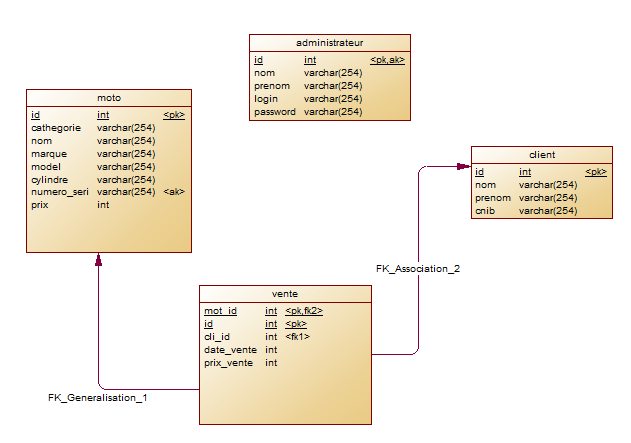 administrateur
id int <pk,ak>
nom varchar(254)
prenom varchar(254)
login varchar(254)
password varchar(254)
moto
id int <pk>
cathegorie varchar(254)
nom varchar(254)
marque varchar(254)
model varchar(254)
cylindre varchar(254)
numero_seri varchar(254) <ak>
prix int
client
id int <pk>
nom varchar(254)
prenom varchar(254)
cnib varchar(254)
FK_Association_2
vente
mot_id int <pk,fk2>
id int <pk>
cli_id int <fk1>
date_vente int
prix_vente int
FK_Generalisation_1